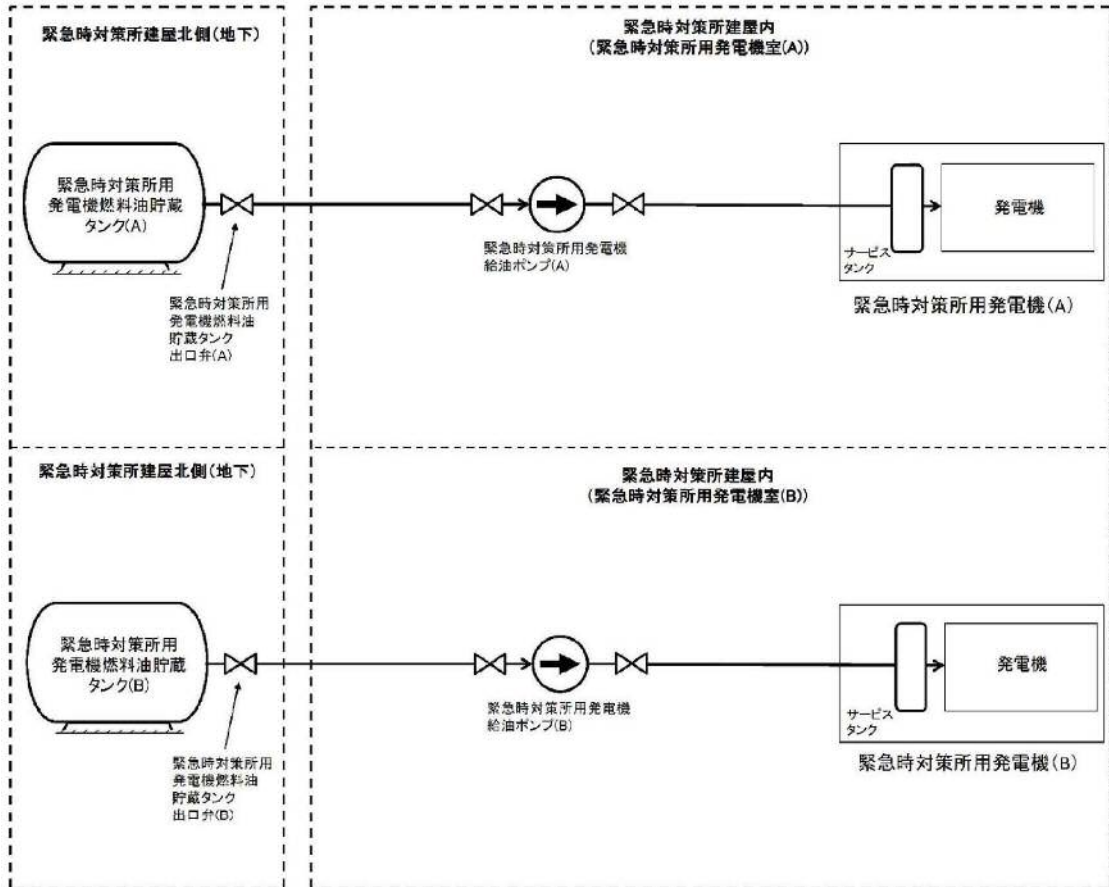 緊急時対策所建屋北側(地下)
緊急時対策所建屋内
(緊急時対策所用発電機室(A))
緊急時対策所用
発電機燃料油貯蔵
タンク(A)
緊急時対策所用
発電機燃料油
貯蔵タンク
出口弁(A)
緊急時対策所用発電機
給油ポンプ(A)
サービス
タンク
発電機
緊急時対策所用発電機(A)
緊急時対策所建屋北側(地下)
緊急時対策所建屋内
(緊急時対策所用発電機室(B))
緊急時対策所用
発電機燃料油貯蔵
タンク(B)
緊急時対策所用
発電機燃料油
貯蔵タンク
出口弁(B)
緊急時対策所用発電機
給油ポンプ(B)
サービス
タンク
発電機
緊急時対策所用発電機(B)